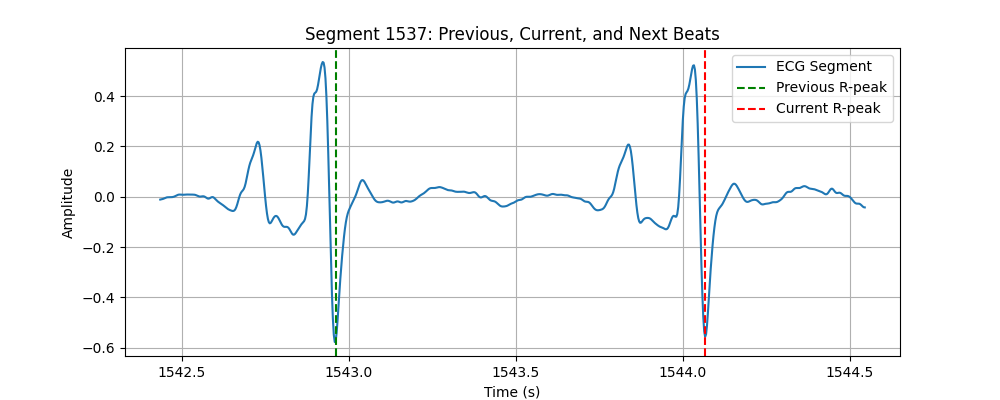 Segment 1537: Previous, Current, and Next Beats
ECG Segment
Previous R-peak
Current R-peak
Amplitude
0.4
0.2
0.0
−0.2
−0.4
−0.6
1542.5
1543.0
1543.5
1544.0
1544.5
Time (s)